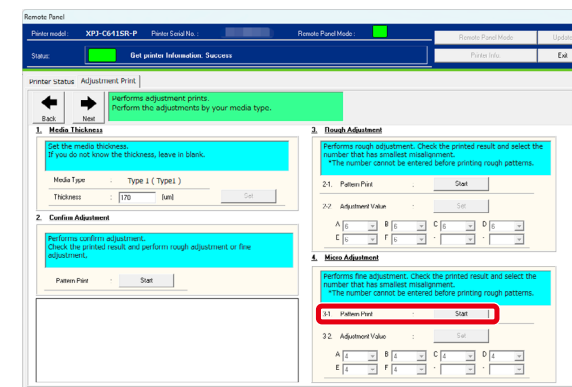 Remote Panel
Printer model : XPJ-C641SR-P Printer Serial No. : Remote Panel Mode :
Remote Panel Mode Update
Status: Get printer Information. Success
Printer Info. Exit
Printer Status Adjustment Print
Back Next
Performs adjustment prints.
Perform the adjustments by your media type.
1. Media Thickness
Set the media thickness.
If you do not know the thickness, leave in blank.
Media Type : Type 1 ( Type1 )
Thickness : 170 [um] Set
2. Confirm Adjustment
Performs confirm adjustment.
Check the printed result and perform rough adjustment or fine
adjustment.
Pattern Print : Start
3. Rough Adjustment
Performs rough adjustment. Check the printed result and select the
number that has smallest misalignment.
*The number cannot be entered before printing rough patterns.
2-1. Pattern Print : Start
2-2. Adjustment Value : Set
A 6 B 6 C 6 D 6
E 6 F 6 - -
4. Micro Adjustment
Performs fine adjustment. Check the printed result and select the
number that has smallest misalignment.
*The number cannot be entered before printing rough patterns.
3-1 Pattern Print : Start
3-2. Adjustment Value : Set
A 4 B 4 C 4 D 4
E 4 F 4 - -